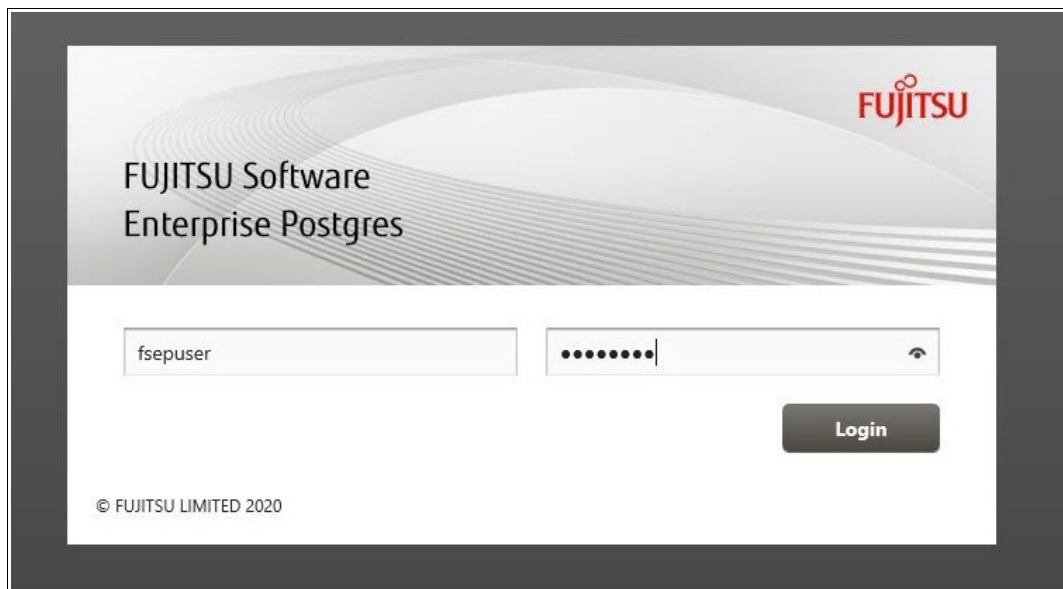 FUJITSU
FUJITSU Software
Enterprise Postgres
fsepuser
••••••••
Login
© FUJITSU LIMITED 2020